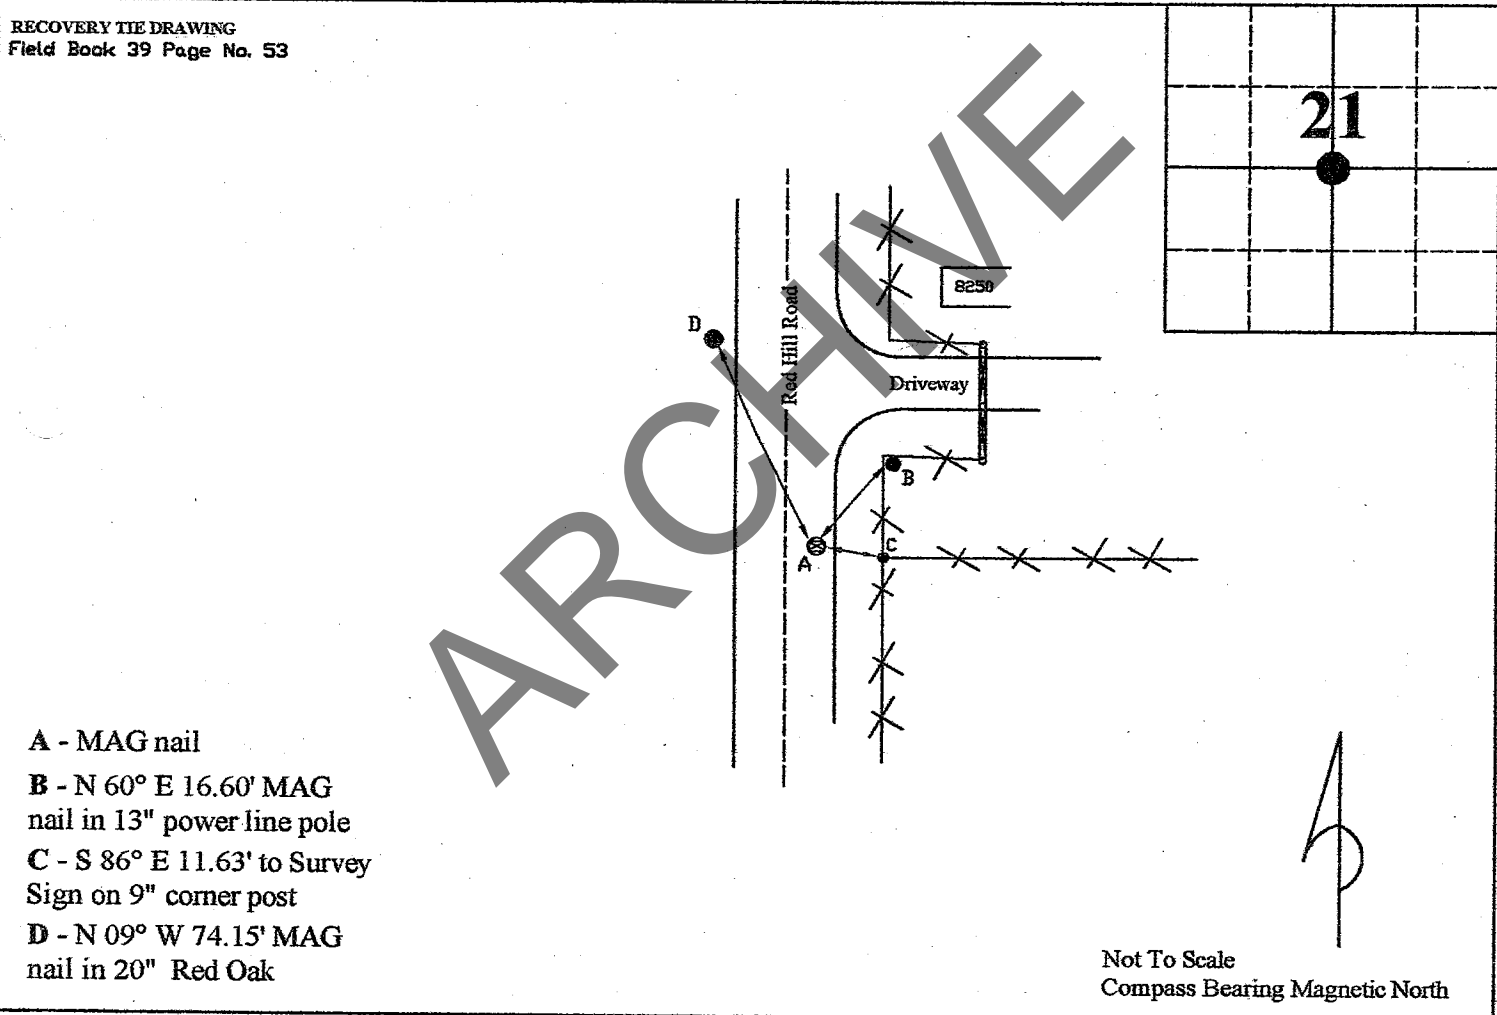 RECOVERY TIE DRAWING
Field Book 39 Page No. 53
21
ARCHIVE
8250
D
Red Hill Road
Driveway
B
C
A
A - MAG nail
B - N 60° E 16.60' MAG
nail in 13" power line pole
C - S 86° E 11.63' to Survey
Sign on 9" corner post
D - N 09° W 74.15' MAG
nail in 20" Red Oak
Not To Scale
Compass Bearing Magnetic North